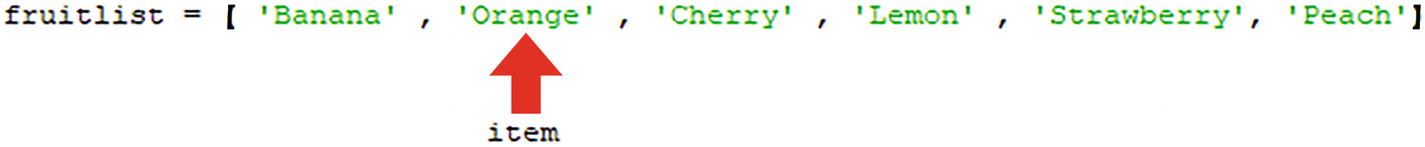 fruitlist = [ 'Banana' , 'Orange' , 'Cherry' , 'Lemon' , 'Strawberry', 'Peach']
item